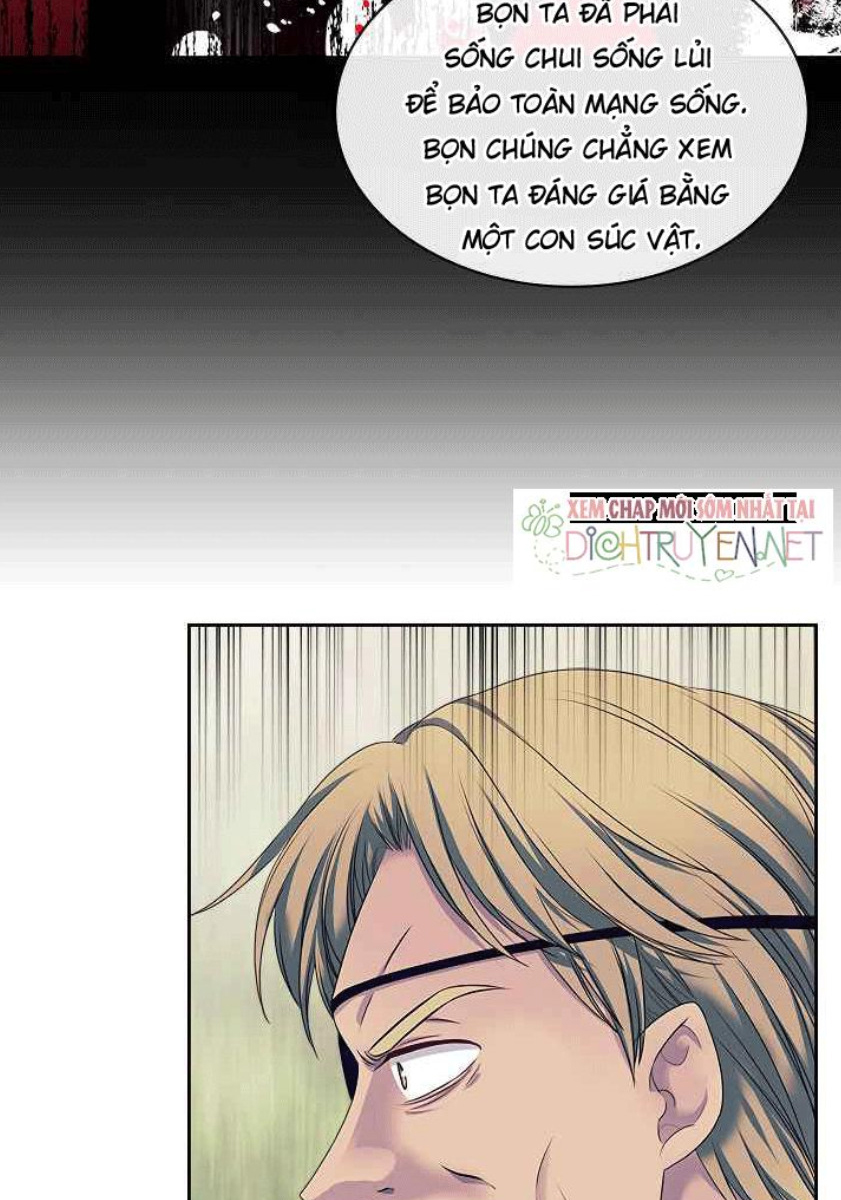 BỌN TA ĐÃ PHẢI
SỐNG CHUI SỐNG LỦI
ĐỂ BẢO TOÀN MẠNG SỐNG.
BỌN CHÚNG CHẲNG XEM
BỌN TA ĐÁNG GIÁ BẰNG
MỘT CON SÚC VẬT.
XEM CHAP MỚI SỚM NHẤT TẠI
DICHTRUYEN.NET